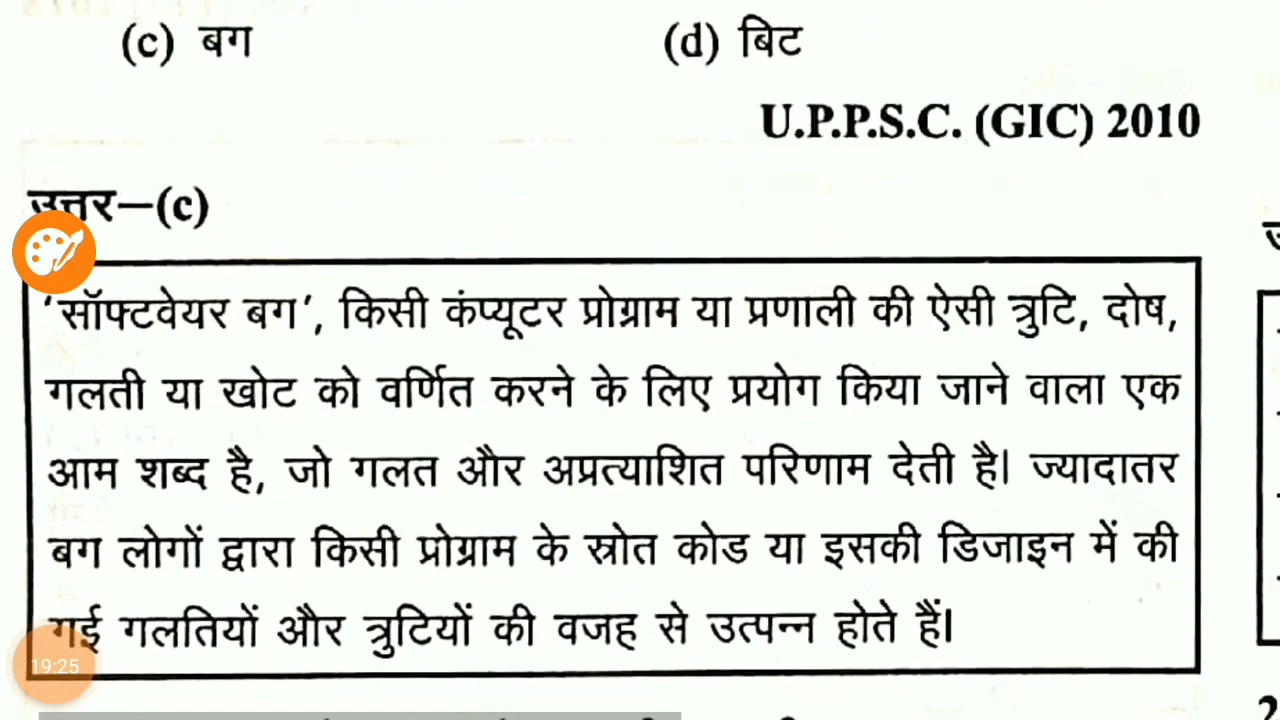 (c) बग (d) बिट
U.P.P.S.C. (GIC) 2010
उत्तर–(c)
'सॉफ्टवेयर बग', किसी कंप्यूटर प्रोग्राम या प्रणाली की ऐसी त्रुटि, दोष,
गलती या खोट को वर्णित करने के लिए प्रयोग किया जाने वाला एक
आम शब्द है, जो गलत और अप्रत्याशित परिणाम देती है। ज्यादातर
बग लोगों द्वारा किसी प्रोग्राम के स्रोत कोड या इसकी डिजाइन में की
गई गलतियों और त्रुटियों की वजह से उत्पन्न होते हैं।
19:25